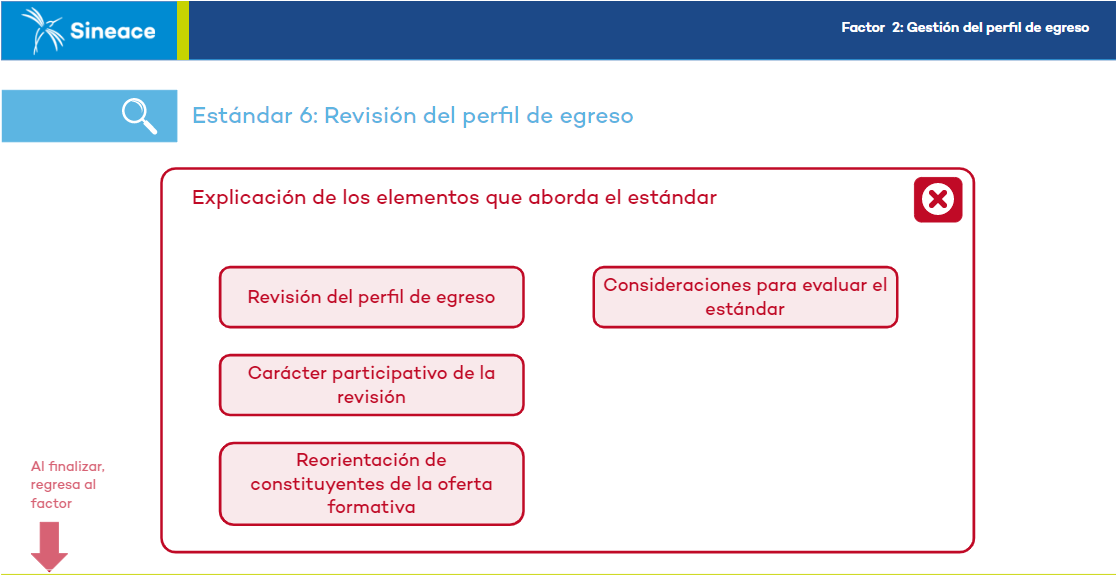 Sineace
Factor 2: Gestión del perfil de egreso
Estándar 6: Revisión del perfil de egreso
Explicación de los elementos que aborda el estándar
Revisión del perfil de egreso
Consideraciones para evaluar el
estándar
Carácter participativo de la
revisión
Reorientación de
constituyentes de la oferta
formativa
Al finalizar,
regresa al
factor